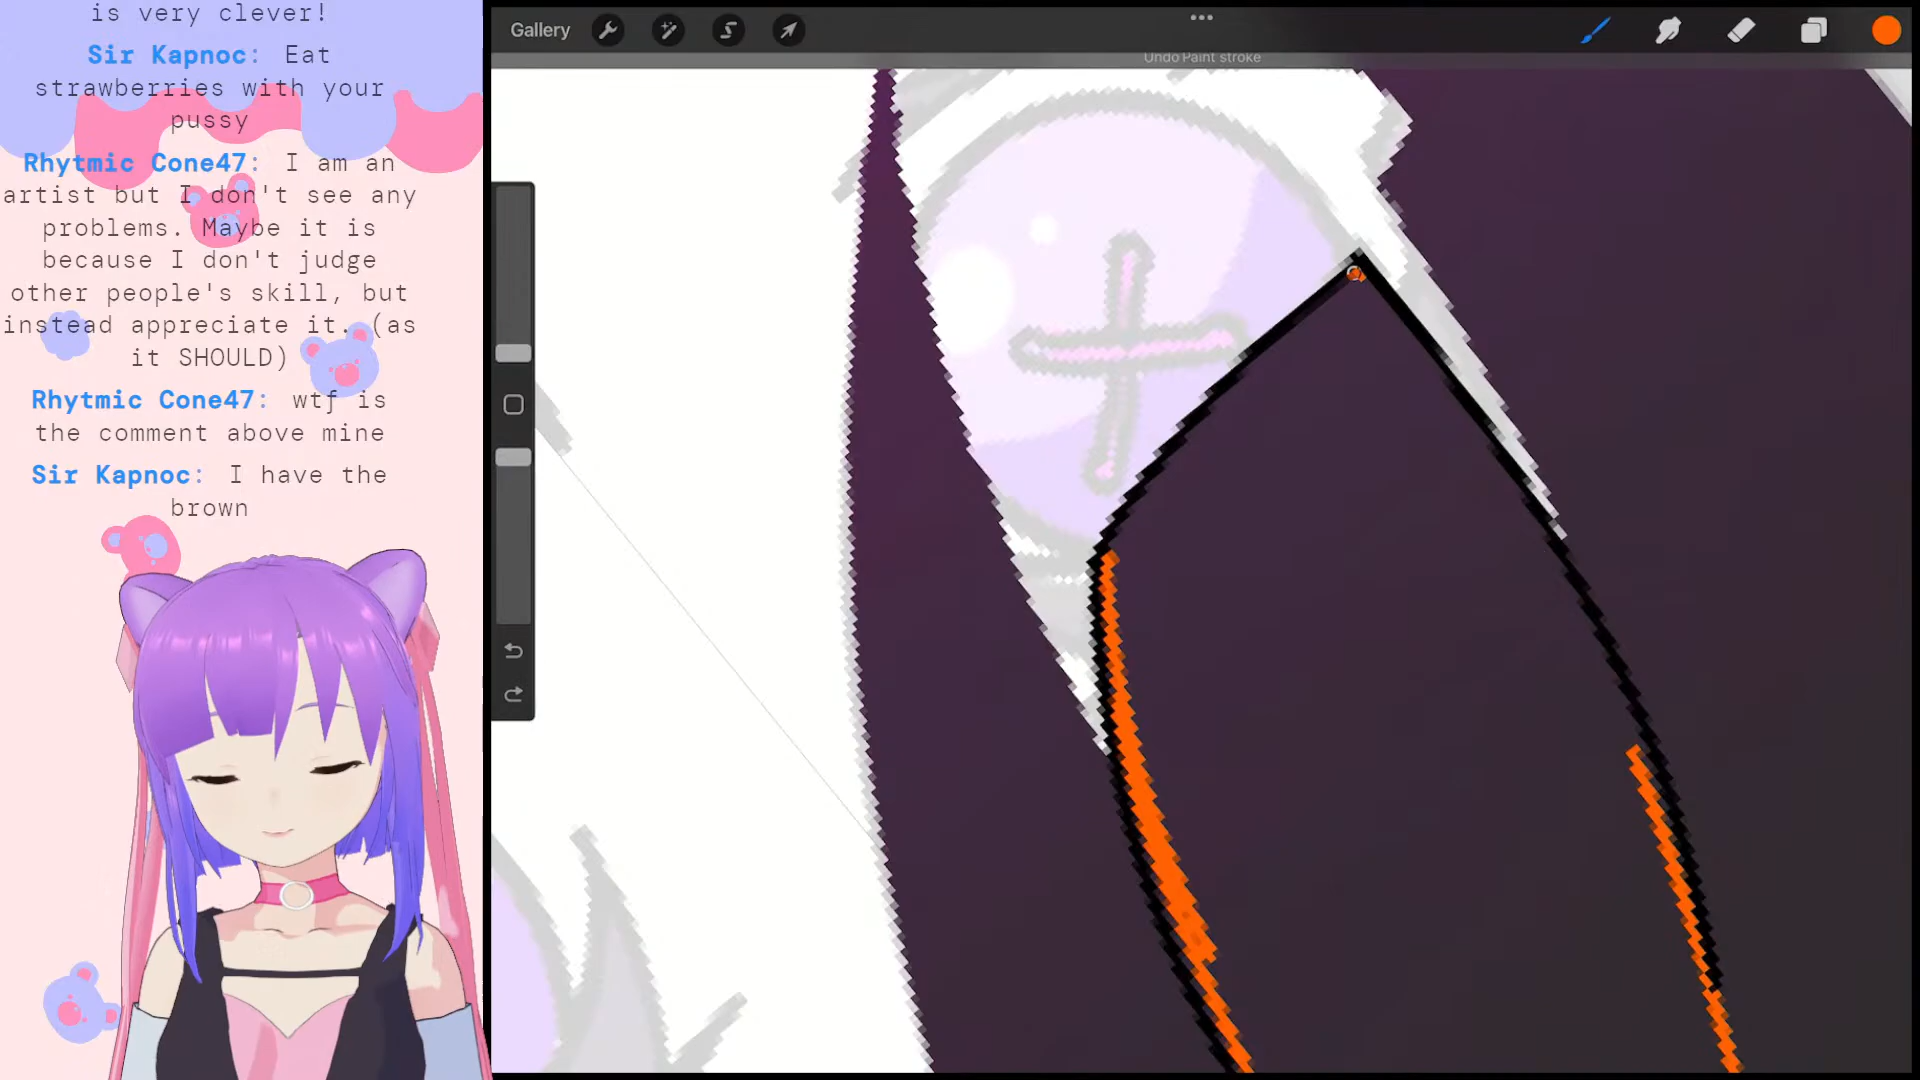 is very clever!
Sir Kapnoc: Eat
strawberries with your
pussy
Rhytmic Cone47: I am an
artist but I don't see any
problems. Maybe it is
because I don't judge
other people's skill, but
instead appreciate it. (as
it SHOULD)
Rhytmic Cone47: wtf is
the comment above mine
Sir Kapnoc: I have the
brown
Gallery
Undo Paint stroke